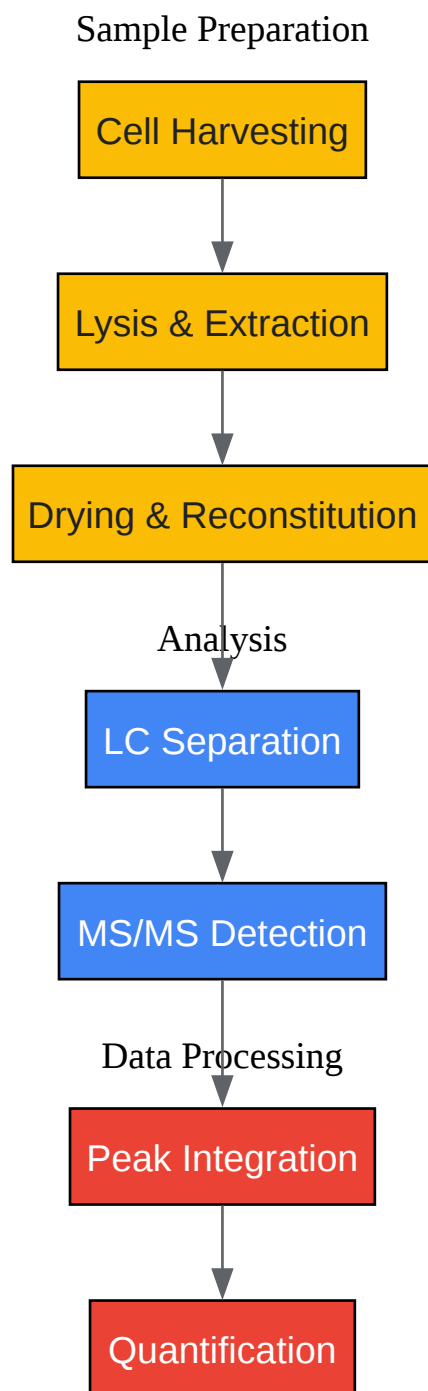 Sample Preparation
Cell Harvesting
Lysis & Extraction
Drying & Reconstitution
Analysis
LC Separation
MS/MS Detection
Data Processing
Peak Integration
Quantification